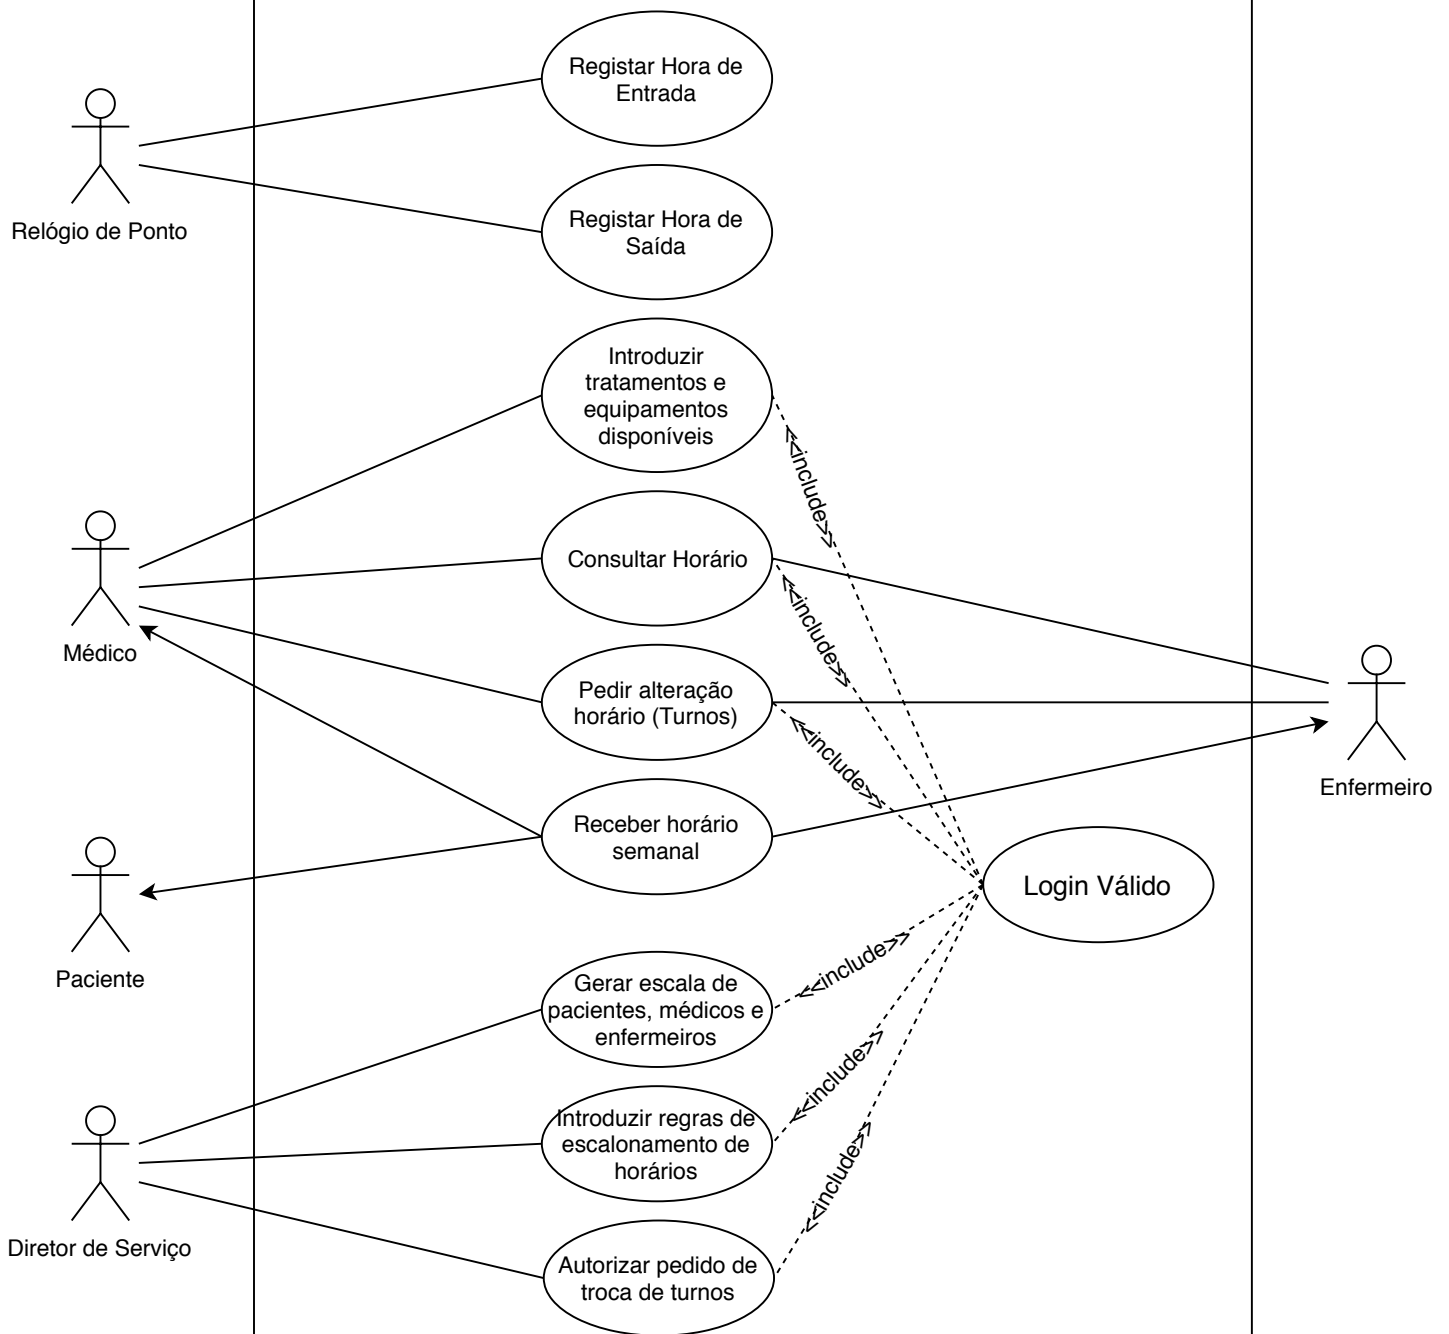 Registar Hora de
Entrada
Relógio de Ponto
Registar Hora de
Saída
Introduzir
tratamentos e
equipamentos
disponíveis
<<include>>
Consultar Horário
<<include>>
Médico
Pedir alteração
horário (Turnos)
<<include>>
Enfermeiro
Receber horário
semanal
Login Válido
Paciente
<<include>>
Gerar escala de
pacientes, médicos e
enfermeiros
<<include>>
Introduzir regras de
escalonamento de
horários
<<include>>
Diretor de Serviço
Autorizar pedido de
troca de turnos